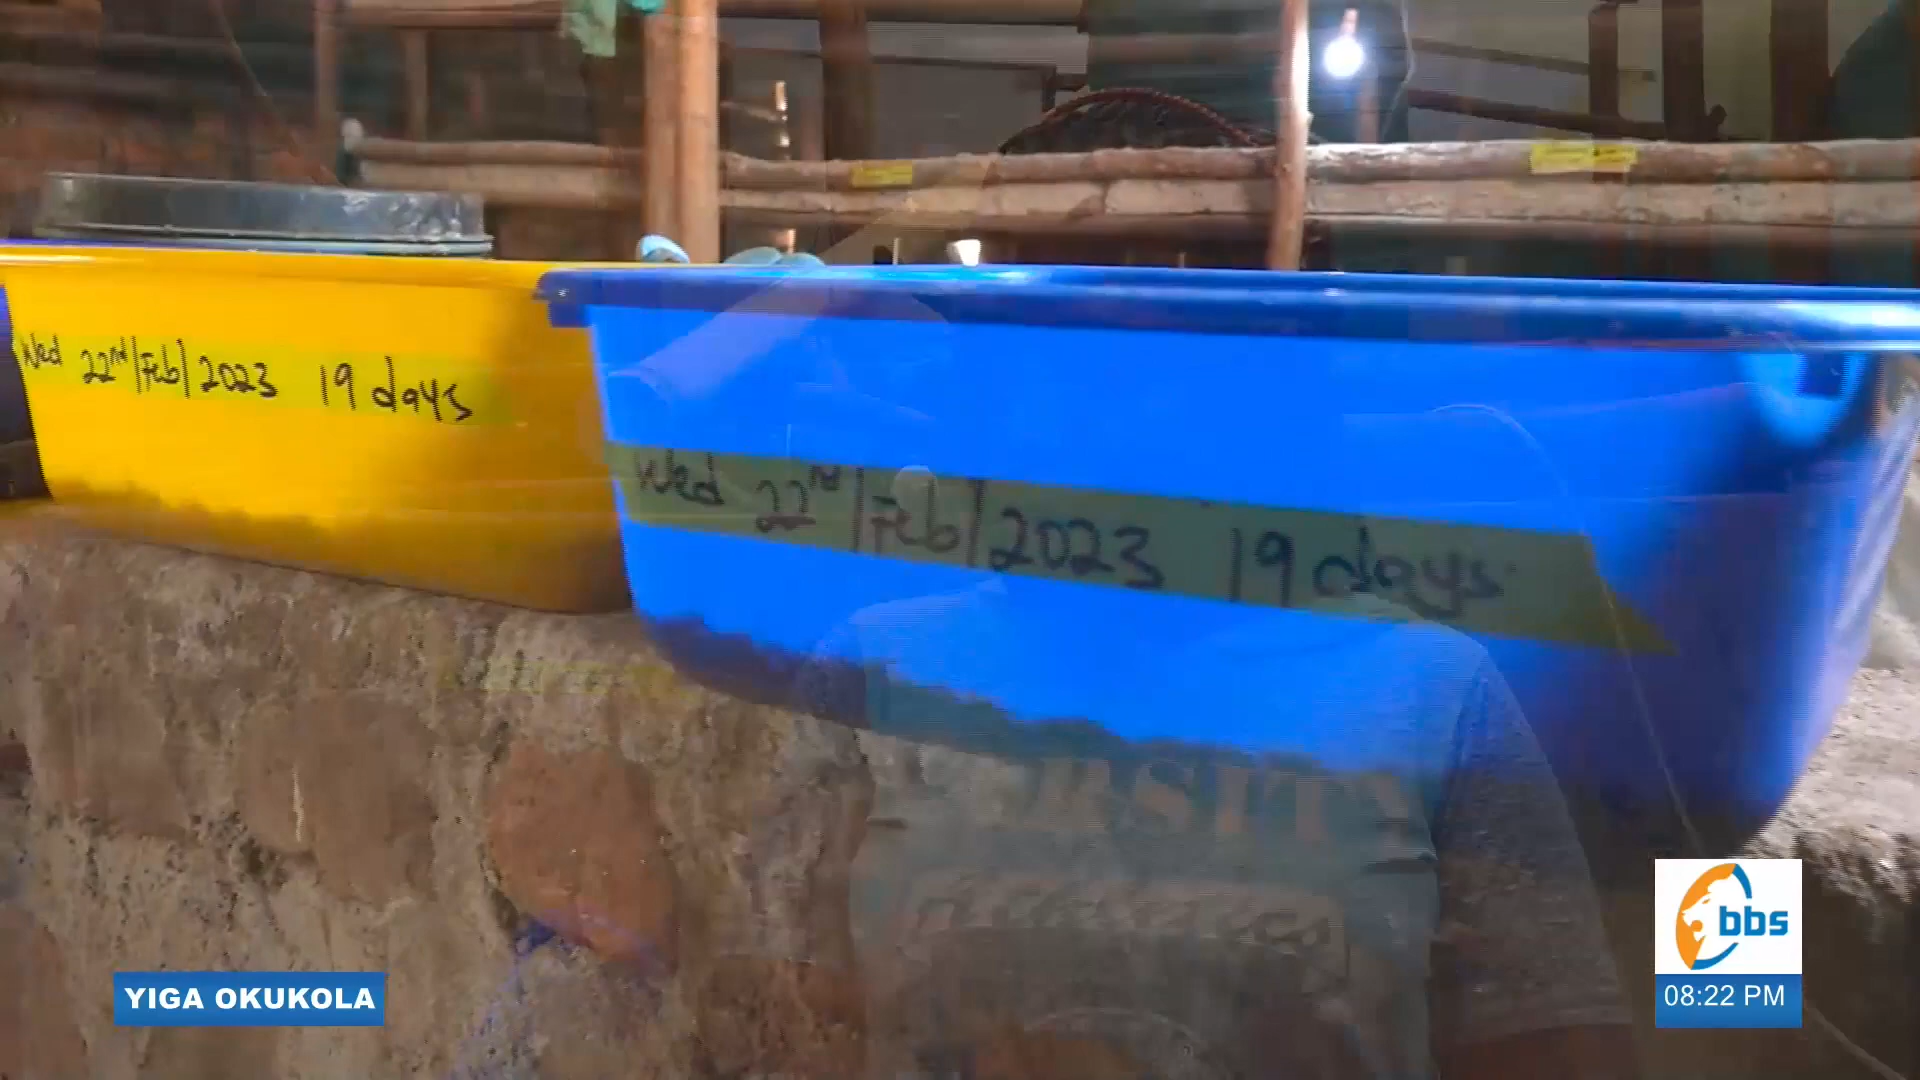 Wed 22nd/Feb/2023 19 days
Wed 22nd/Feb/2023 19 days
bbs
08:22 PM
YIGA OKUKOLA